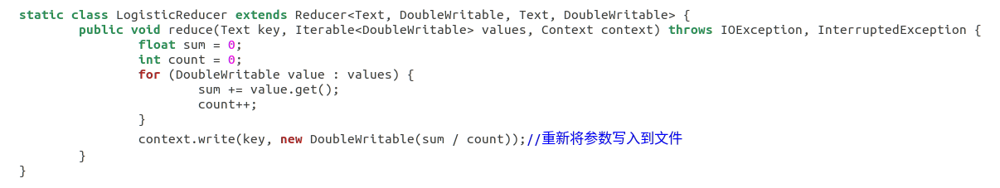 static class LogisticReducer extends Reducer<Text, DoubleWritable, Text, DoubleWritable> {
public void reduce(Text key, Iterable<DoubleWritable> values, Context context) throws IOException, InterruptedException {
float sum = 0;
int count = 0;
for (DoubleWritable value : values) {
sum += value.get();
count++;
}
context.write(key, new DoubleWritable(sum / count));//重新将参数写入到文件
}
}